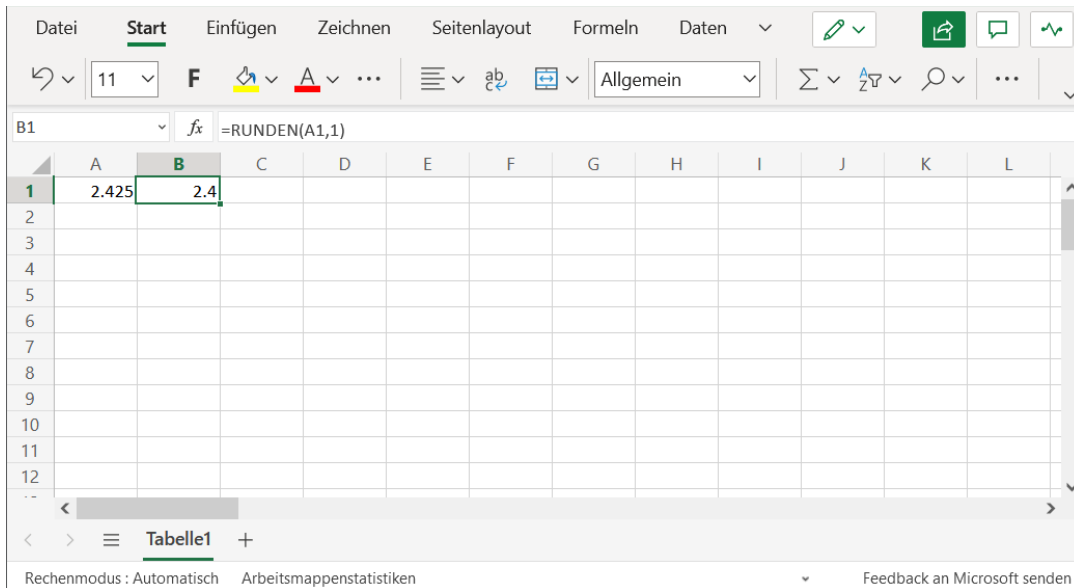 Datei Start Einfügen Zeichnen Seitenlayout Formeln Daten
11 F A ab c Allgemein Σ A Z
B1 fx =RUNDEN(A1,1)
A B C D E F G H I J K L
1 2.425 2.4
2
3
4
5
6
7
8
9
10
11
12
Tabelle1
Rechenmodus : Automatisch Arbeitsmappenstatistiken Feedback an Microsoft senden